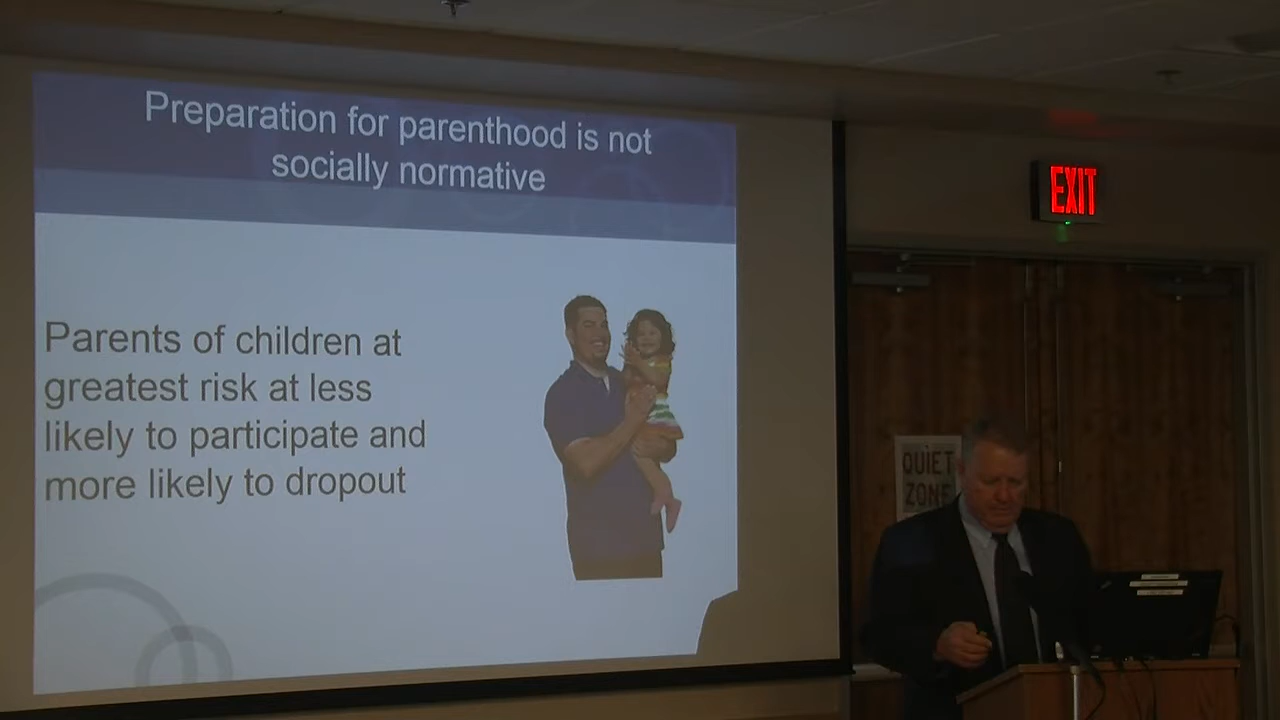 Preparation for parenthood is not
socially normative
Parents of children at
greatest risk at less
likely to participate and
more likely to dropout
EXIT
QUIET
ZONE